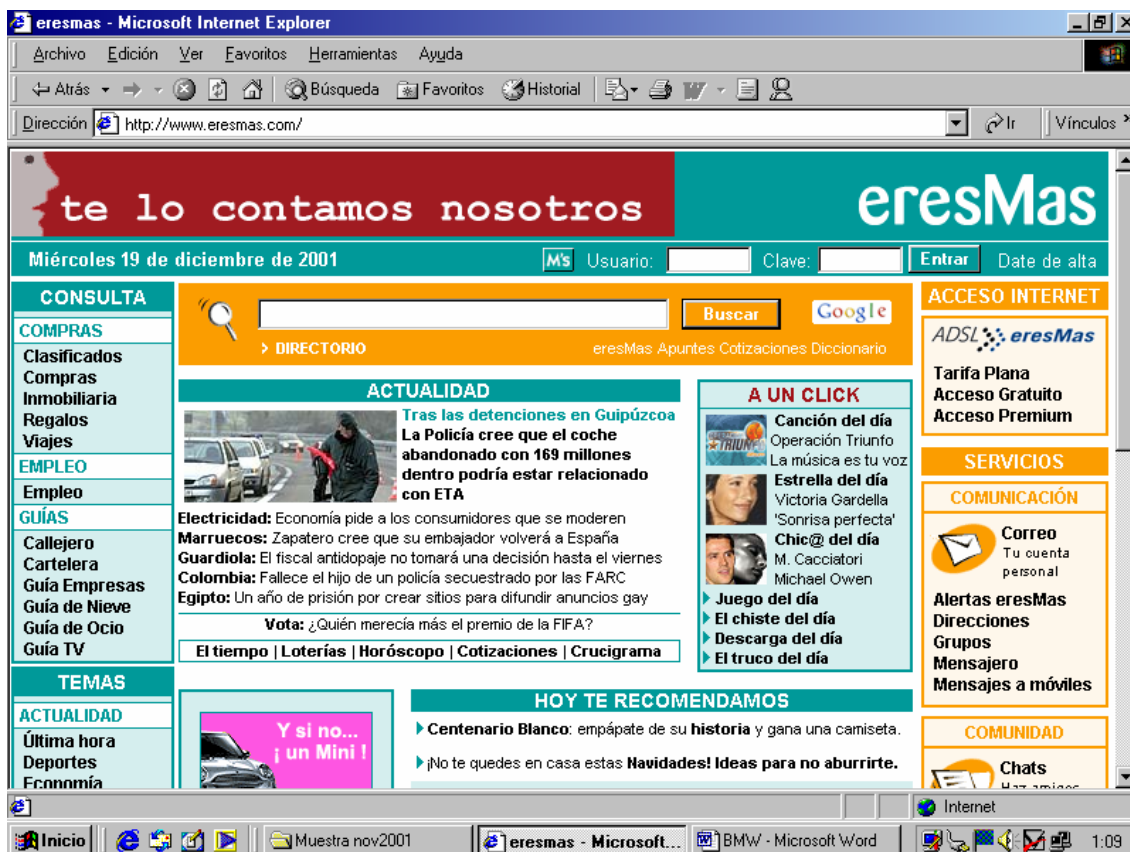 eresmas - Microsoft Internet Explorer
Archivo Edición Ver Favoritos Herramientas Ayuda
Atrás Búsqueda Favoritos Historial
Dirección http://www.eresmas.com/ Ir Vínculos
te lo contamos nosotros
eresMas
Miércoles 19 de diciembre de 2001 M's Usuario: Clave: Entrar Date de alta
CONSULTA
COMPRAS
Clasificados
Compras
Inmobiliaria
Regalos
Viajes
EMPLEO
Empleo
GUÍAS
Callejero
Cartelera
Guía Empresas
Guía de Nieve
Guía de Ocio
Guía TV
TEMAS
ACTUALIDAD
Última hora
Deportes
Economía
Buscar Google
> DIRECTORIO eresMas Apuntes Cotizaciones Diccionario
ACTUALIDAD
Tras las detenciones en Guipúzcoa
La Policía cree que el coche
abandonado con 169 millones
dentro podría estar relacionado
con ETA
Electricidad: Economía pide a los consumidores que se moderen
Marruecos: Zapatero cree que su embajador volverá a España
Guardiola: El fiscal antidopaje no tomará una decisión hasta el viernes
Colombia: Fallece el hijo de un policía secuestrado por las FARC
Egipto: Un año de prisión por crear sitios para difundir anuncios gay
Vota: ¿Quién merecía más el premio de la FIFA?
El tiempo | Loterías | Horóscopo | Cotizaciones | Crucigrama
A UN CLICK
TRIUNF
Canción del día
Operación Triunfo
La música es tu voz
Estrella del día
Victoria Gardella
'Sonrisa perfecta'
Chic@ del día
M. Cacciatori
Michael Owen
Juego del día
El chiste del día
Descarga del día
El truco del día
Y si no...
¡ un Mini !
HOY TE RECOMENDAMOS
Centenario Blanco: empápate de su historia y gana una camiseta.
¡No te quedes en casa estas Navidades! Ideas para no aburrirte.
ACCESO INTERNET
ADSL eresMas
Tarifa Plana
Acceso Gratuito
Acceso Premium
SERVICIOS
COMUNICACIÓN
Correo
Tu cuenta
personal
Alertas eresMas
Direcciones
Grupos
Mensajero
Mensajes a móviles
COMUNIDAD
Chats
Haz amigos
Internet
Inicio Muestra nov2001 eresmas - Microsoft... BMW - Microsoft Word 1:09